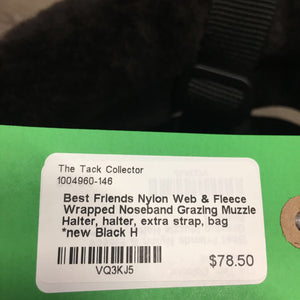 The Tack Collector
1004960-146
Best Friends Nylon Web & Fleece
Wrapped Noseband Grazing Muzzle
Halter, halter, extra strap, bag
*new Black H
VQ3KJ5
$78.50